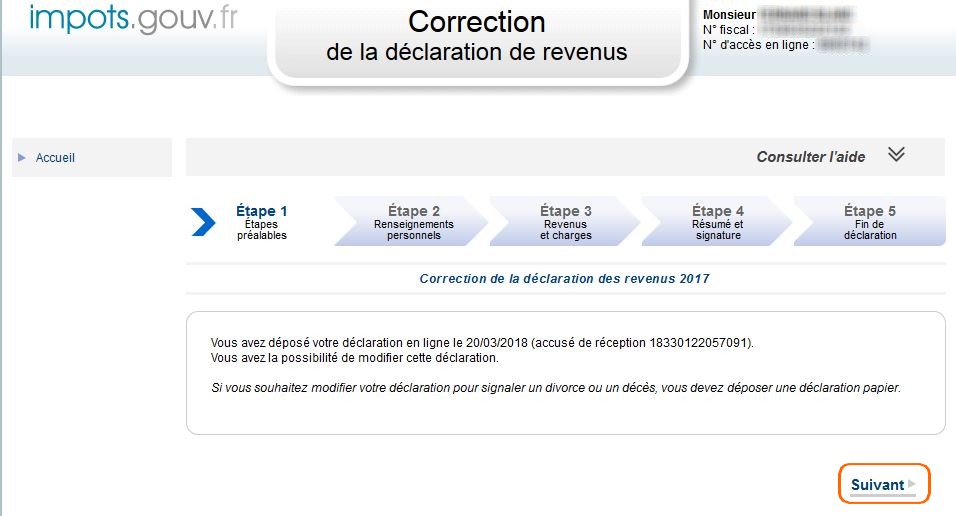 impots.gouv.fr
Correction
de la déclaration de revenus
Monsieur
N° fiscal :
N° d'accès en ligne :
Accueil
Consulter l'aide
Étape 1
Étapes
préalables
Étape 2
Renseignements
personnels
Étape 3
Revenus
et charges
Étape 4
Résumé et
signature
Étape 5
Fin de
déclaration
Correction de la déclaration des revenus 2017
Vous avez déposé votre déclaration en ligne le 20/03/2018 (accusé de réception 18330122057091).
Vous avez la possibilité de modifier cette déclaration.
Si vous souhaitez modifier votre déclaration pour signaler un divorce ou un décès, vous devez déposer une déclaration papier.
Suivant